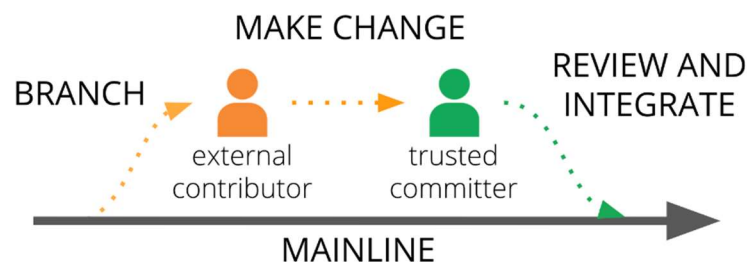 MAKE CHANGE
BRANCH
REVIEW AND
INTEGRATE
external
contributor
trusted
committer
MAINLINE